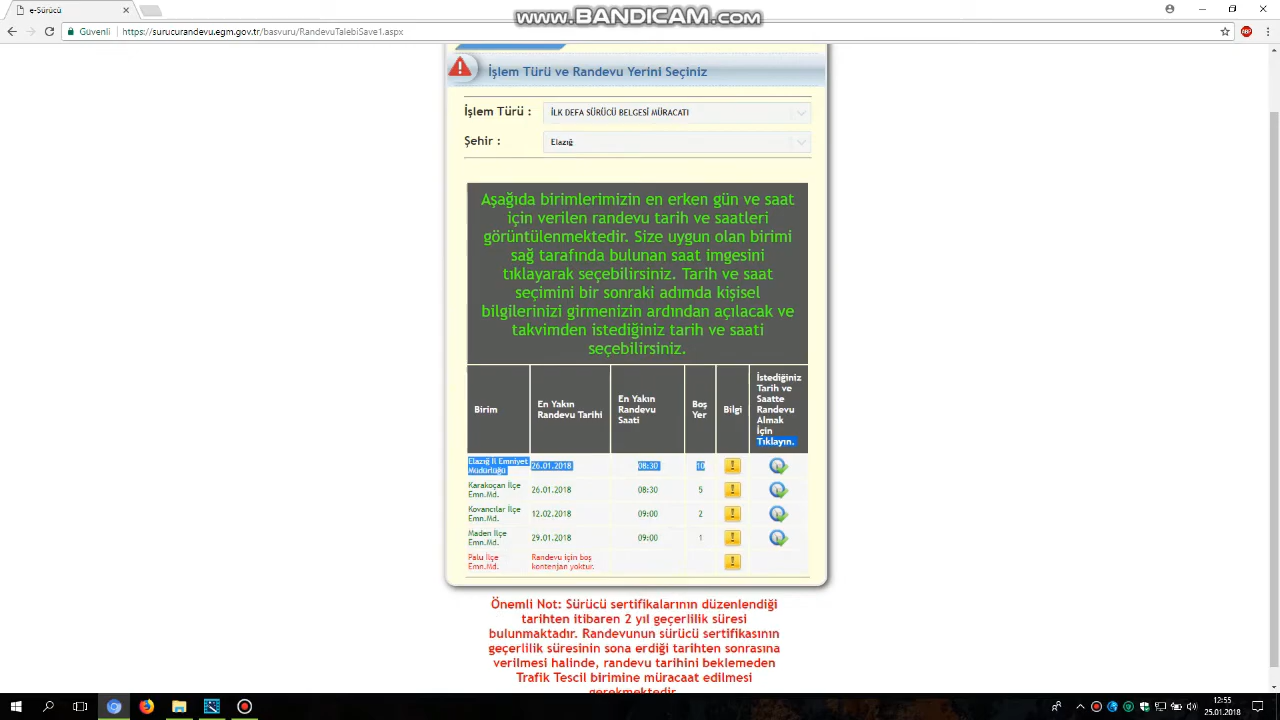 e-Sürücü
www.BANDICAM.com
Güvenli
https://surucurandevu.egm.gov.tr/basvuru/RandevuTalebiSave1.aspx
ABP
İşlem Türü ve Randevu Yerini Seçiniz
İşlem Türü :
İLK DEFA SÜRÜCÜ BELGESİ MÜRACATI
Şehir :
Elazığ
Aşağıda birimlerimizin en erken gün ve saat
için verilen randevu tarih ve saatleri
görüntülenmektedir. Size uygun olan birimi
sağ tarafında bulunan saat imgesini
tıklayarak seçebilirsiniz. Tarih ve saat
seçimini bir sonraki adımda kişisel
bilgilerinizi girmenizin ardından açılacak ve
takvimden istediğiniz tarih ve saati
seçebilirsiniz.
Birim
En Yakın
Randevu Tarihi
En Yakın
Randevu
Saati
Boş
Yer
Bilgi
İstediğiniz
Tarih ve
Saatte
Randevu
Almak
İçin
Tıklayın.
Elazığ İl Emniyet
Müdürlüğü
26.01.2018
08:30
10
Karakoçan İlçe
Emn.Md.
26.01.2018
08:30
5
Kovancılar İlçe
Emn.Md.
12.02.2018
09:00
2
Maden İlçe
Emn.Md.
29.01.2018
09:00
1
Palu İlçe
Emn.Md.
Randevu için boş
kontenjan yoktur.
Önemli Not: Sürücü sertifikalarının düzenlendiği
tarihten itibaren 2 yıl geçerlilik süresi
bulunmaktadır. Randevunun sürücü sertifikasının
geçerlilik süresinin sona erdiği tarihten sonrasına
verilmesi halinde, randevu tarihini beklemeden
Trafik Tescil birimine müracaat edilmesi
gerekmektedir.
12:55
25.01.2018